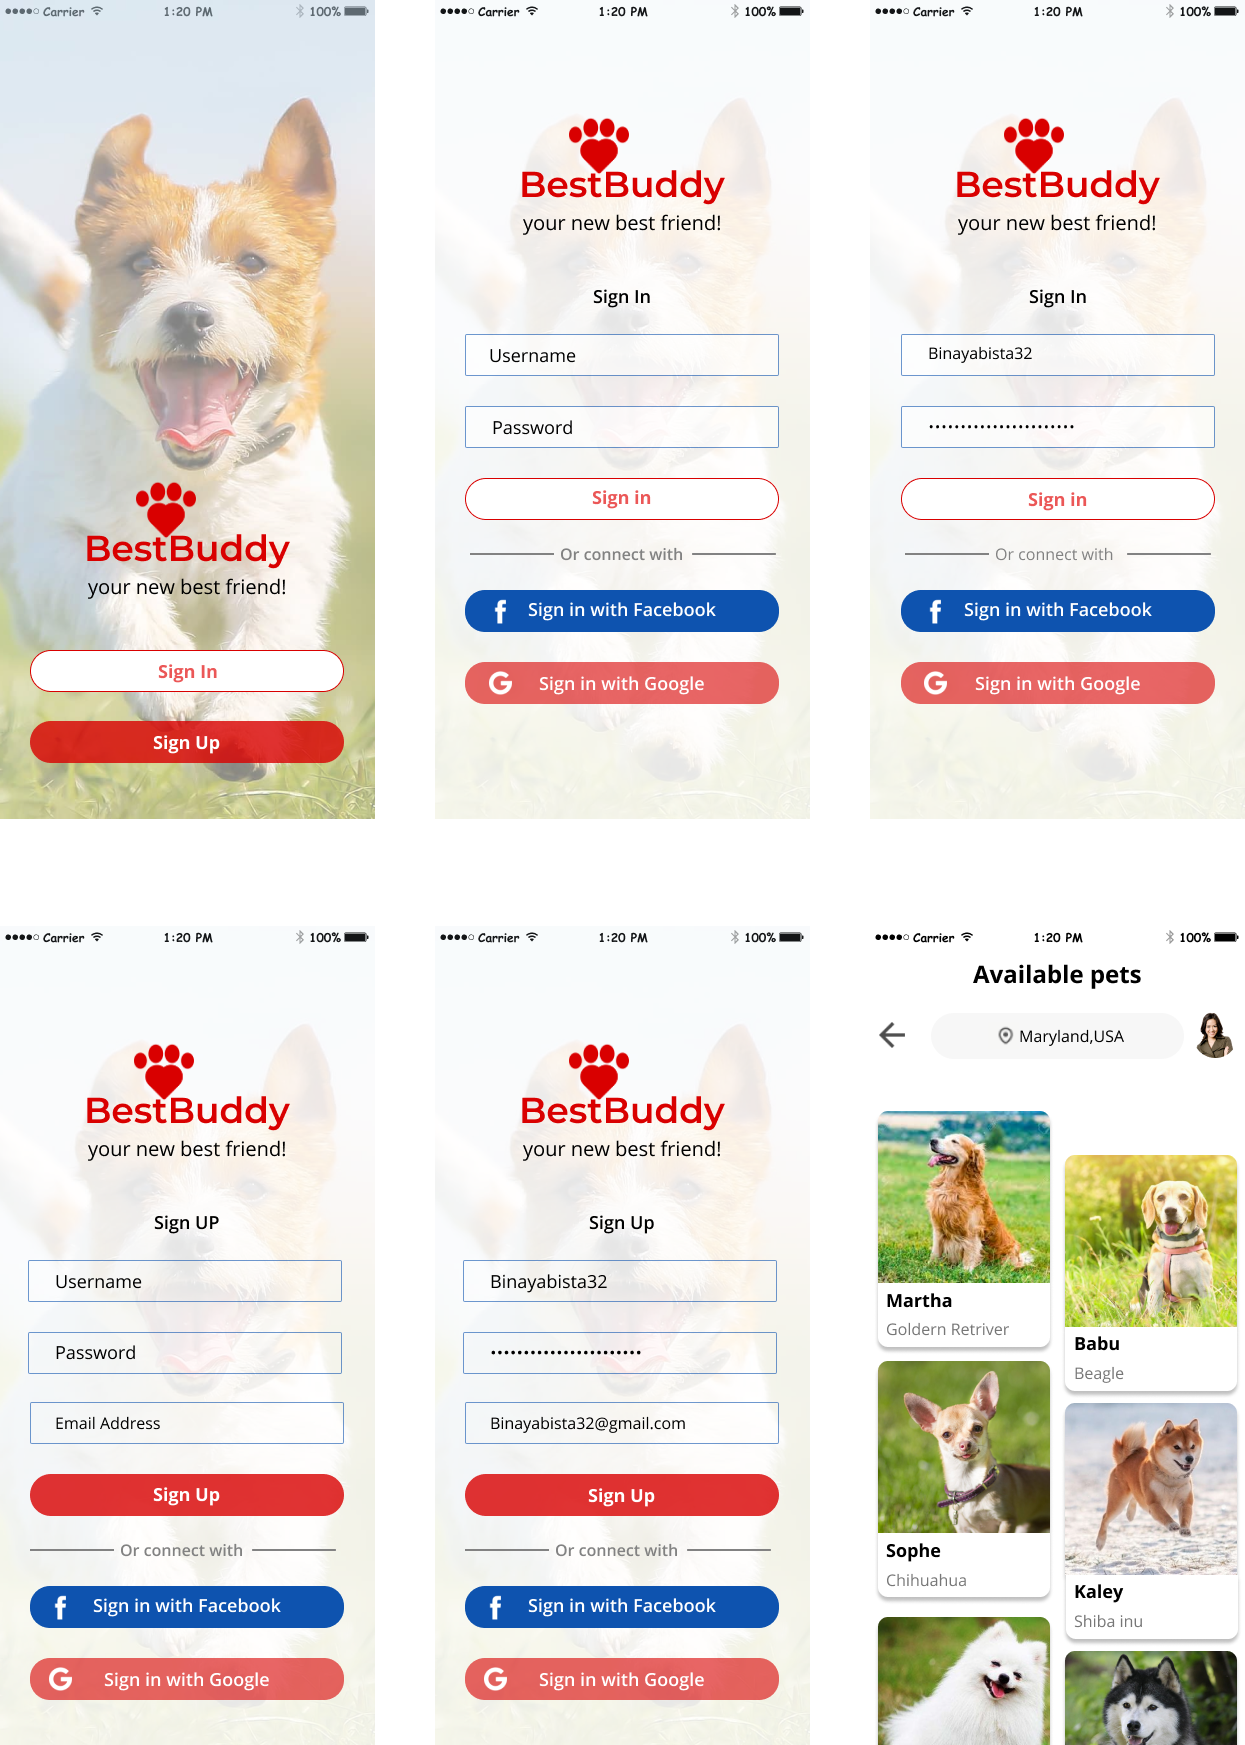 Carrier 1:20 PM 100%
BestBuddy
your new best friend!
Sign In
Sign Up
Carrier 1:20 PM 100%
BestBuddy
your new best friend!
Sign In
Username
Password
Sign in
Or connect with
Sign in with Facebook
Sign in with Google
Carrier 1:20 PM 100%
BestBuddy
your new best friend!
Sign In
Binayabista32
Sign in
Or connect with
Sign in with Facebook
Sign in with Google
Carrier 1:20 PM 100%
BestBuddy
your new best friend!
Sign UP
Username
Password
Email Address
Sign Up
Or connect with
Sign in with Facebook
Sign in with Google
Carrier 1:20 PM 100%
BestBuddy
your new best friend!
Sign Up
Binayabista32
Binayabista32@gmail.com
Sign Up
Or connect with
Sign in with Facebook
Sign in with Google
Carrier 1:20 PM 100%
Available pets
Maryland,USA
Martha
Goldern Retriver
Babu
Beagle
Sophe
Chihuahua
Kaley
Shiba inu